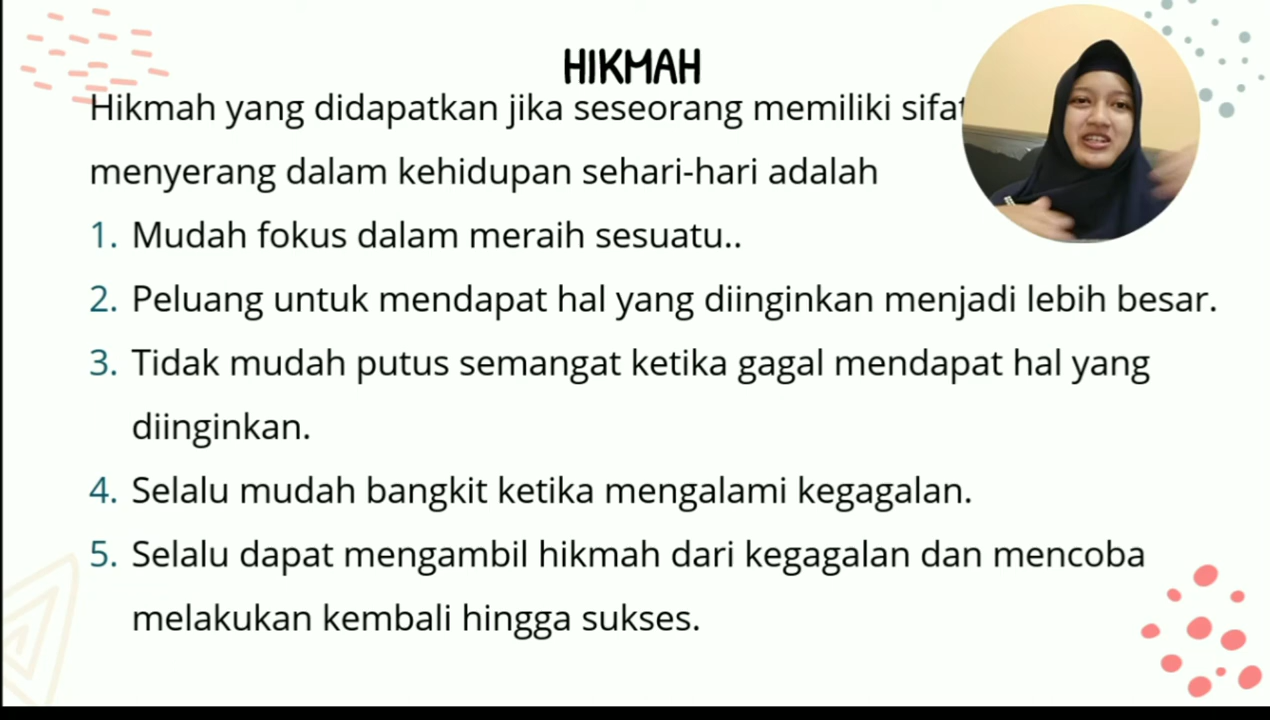 HIKMAH
Hikmah yang didapatkan jika seseorang memiliki sifat
menyerang dalam kehidupan sehari-hari adalah
1. Mudah fokus dalam meraih sesuatu..
2. Peluang untuk mendapat hal yang diinginkan menjadi lebih besar.
3. Tidak mudah putus semangat ketika gagal mendapat hal yang
diinginkan.
4. Selalu mudah bangkit ketika mengalami kegagalan.
5. Selalu dapat mengambil hikmah dari kegagalan dan mencoba
melakukan kembali hingga sukses.